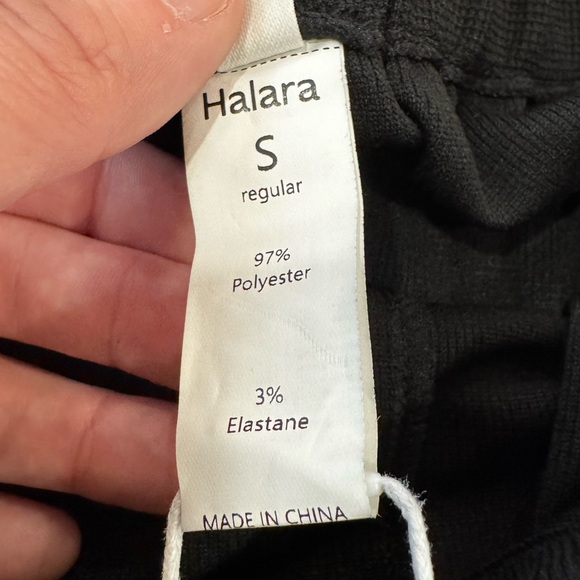 Halara
S
regular
97%
Polyester
3%
Elastane
MADE IN CHINA